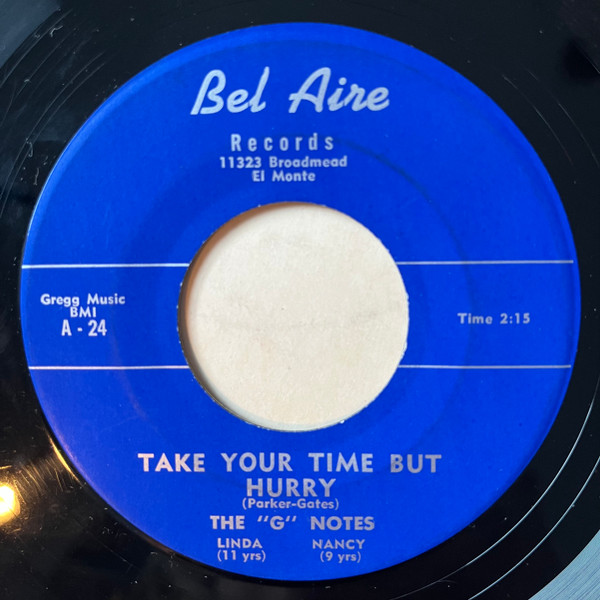 Bel Aire
Records
11323 Broadmead
El Monte
Gregg Music
BMI
A - 24
Time 2:15
TAKE YOUR TIME BUT
HURRY
(Parker-Gates)
THE "G" NOTES
LINDA NANCY
(11 yrs) (9 yrs)